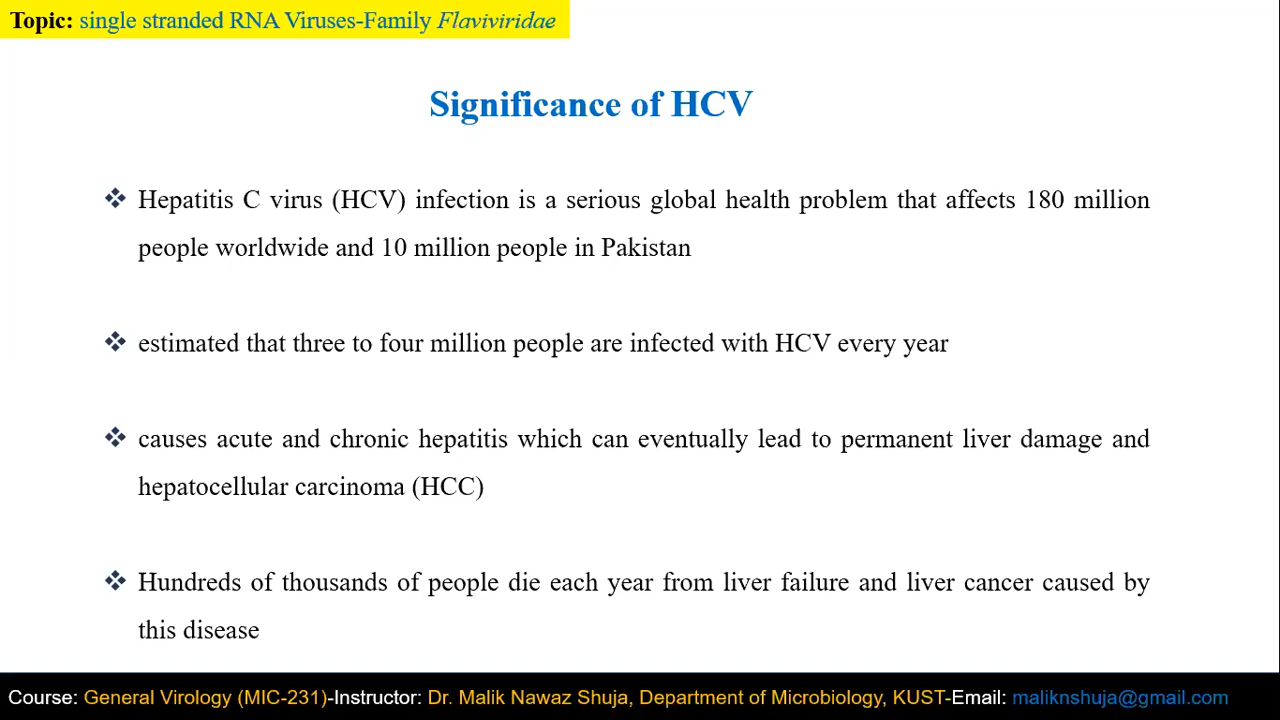 Topic: single stranded RNA Viruses-Family Flaviviridae
Significance of HCV
❖ Hepatitis C virus (HCV) infection is a serious global health problem that affects 180 million
people worldwide and 10 million people in Pakistan
❖ estimated that three to four million people are infected with HCV every year
❖ causes acute and chronic hepatitis which can eventually lead to permanent liver damage and
hepatocellular carcinoma (HCC)
❖ Hundreds of thousands of people die each year from liver failure and liver cancer caused by
this disease
Course: General Virology (MIC-231)-Instructor: Dr. Malik Nawaz Shuja, Department of Microbiology, KUST-Email: maliknshuja@gmail.com